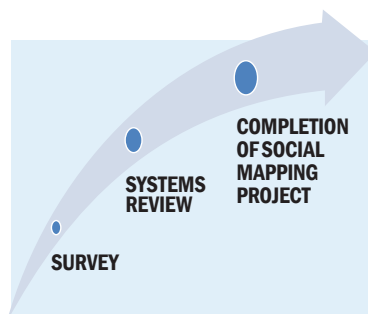 COMPLETION
OF SOCIAL
MAPPING
PROJECT
SYSTEMS
REVIEW
SURVEY